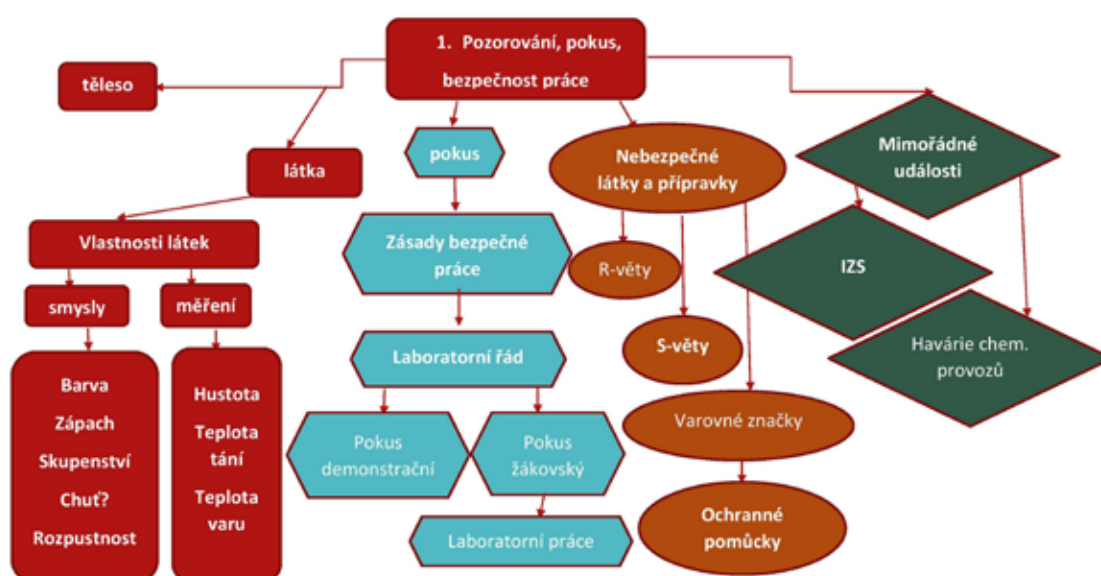 1. Pozorování, pokus,
bezpečnost práce
těleso
látka
Vlastnosti látek
smysly
měření
Barva
Zápach
Skupenství
Chuť?
Rozpustnost
Hustota
Teplota
tání
Teplota
varu
pokus
Zásady bezpečné
práce
Laboratorní řád
Pokus
demonstrační
Pokus
žákovský
Laboratorní práce
Nebezpečné
látky a přípravky
R-věty
S-věty
Varovné značky
Ochranné
pomůcky
Mimořádné
události
IZS
Havárie chem.
provozů